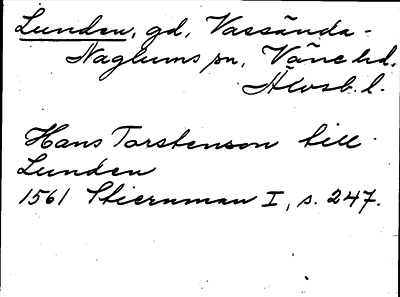 Lunden, gd, Vassända-
Naglums sn, Väne hd,
Älvsb. l.
Hans Torstenson till
Lunden
1561 Stiernman I, s. 247.